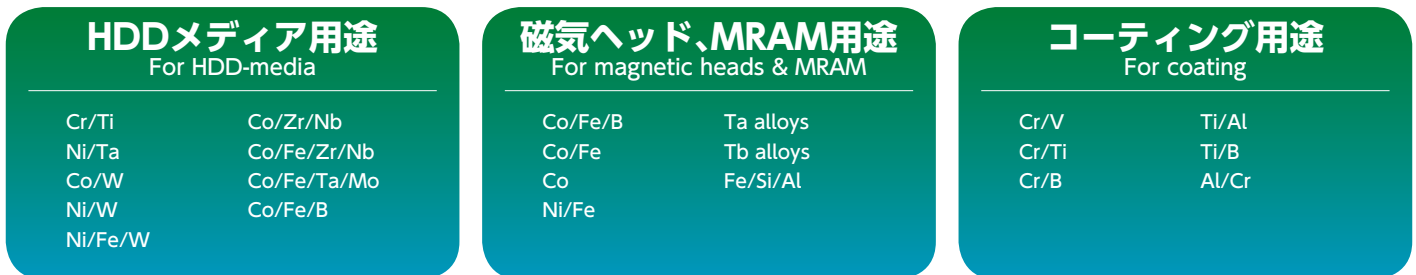 HDDメディア用途
For HDD-media
Cr/Ti
Ni/Ta
Co/W
Ni/W
Ni/Fe/W
Co/Zr/Nb
Co/Fe/Zr/Nb
Co/Fe/Ta/Mo
Co/Fe/B
磁気ヘッド、MRAM用途
For magnetic heads & MRAM
Co/Fe/B
Co/Fe
Co
Ni/Fe
Ta alloys
Tb alloys
Fe/Si/Al
コーティング用途
For coating
Cr/V
Cr/Ti
Cr/B
Ti/Al
Ti/B
Al/Cr